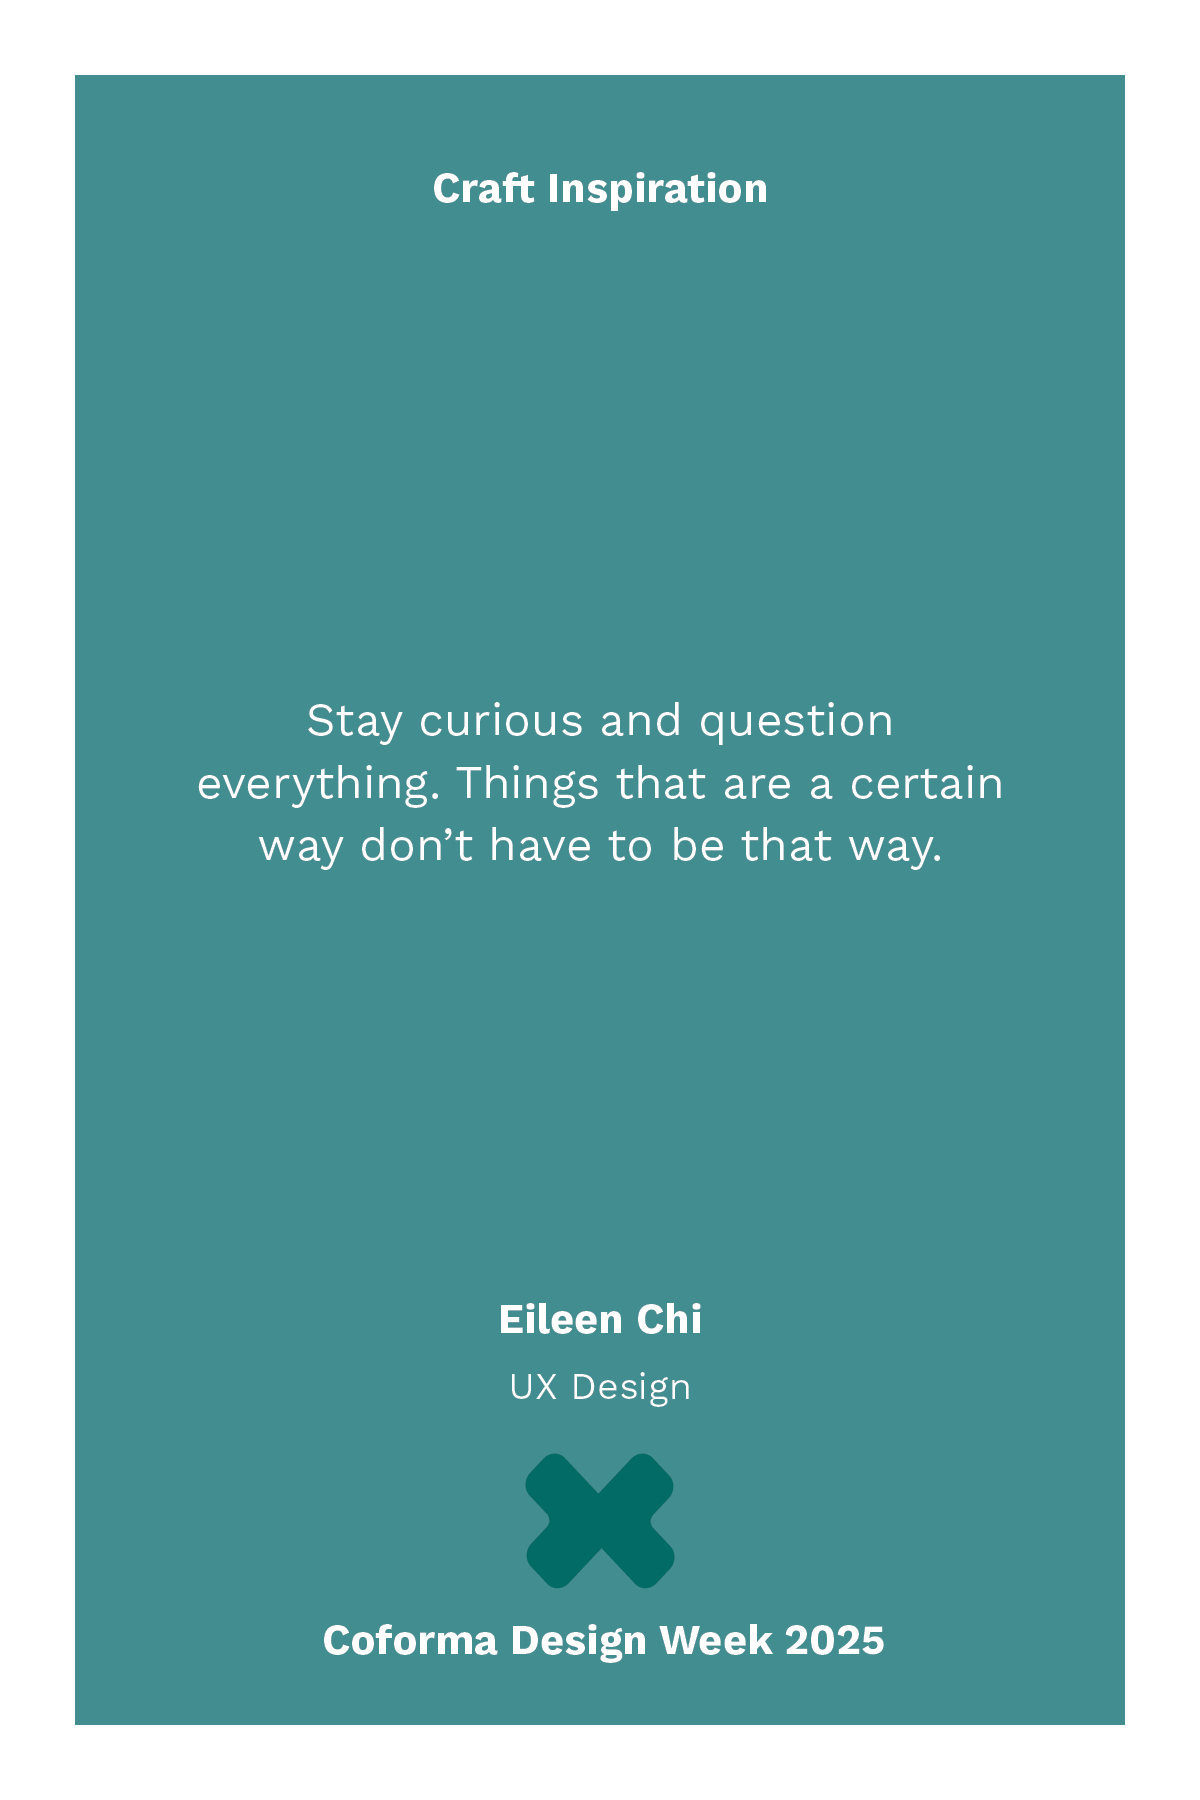 Craft Inspiration
Stay curious and question
everything. Things that are a certain
way don’t have to be that way.
Eileen Chi
UX Design
Coforma Design Week 2025